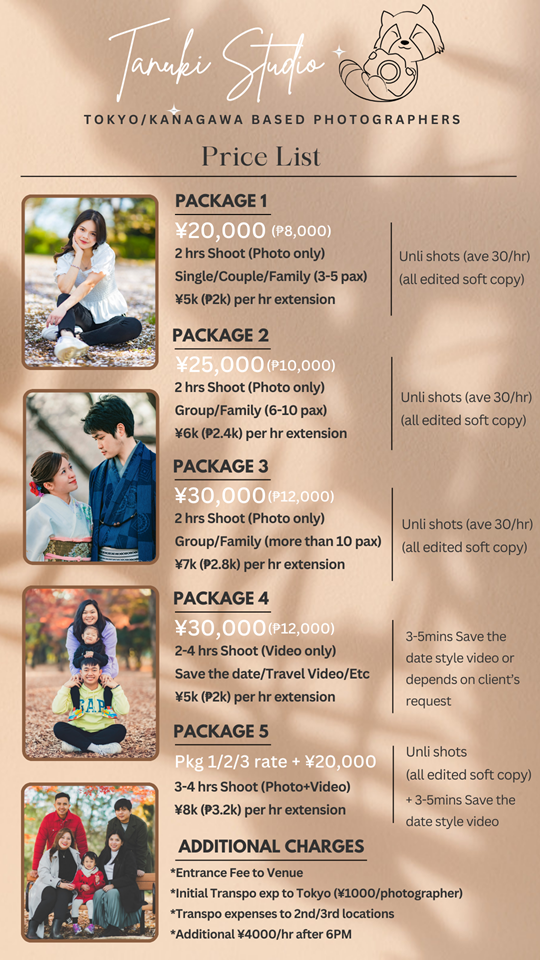 Tanuki Studio
TOKYO/KANAGAWA BASED PHOTOGRAPHERS
Price List
PACKAGE 1
¥20,000 (₱8,000)
2 hrs Shoot (Photo only)
Single/Couple/Family (3-5 pax)
¥5k (₱2k) per hr extension
Unli shots (ave 30/hr)
(all edited soft copy)
PACKAGE 2
¥25,000 (₱10,000)
2 hrs Shoot (Photo only)
Group/Family (6-10 pax)
¥6k (₱2.4k) per hr extension
Unli shots (ave 30/hr)
(all edited soft copy)
PACKAGE 3
¥30,000 (₱12,000)
2 hrs Shoot (Photo only)
Group/Family (more than 10 pax)
¥7k (₱2.8k) per hr extension
Unli shots (ave 30/hr)
(all edited soft copy)
PACKAGE 4
¥30,000 (₱12,000)
2-4 hrs Shoot (Video only)
Save the date/Travel Video/Etc
¥5k (₱2k) per hr extension
3-5mins Save the
date style video or
depends on client's
request
GAP
PACKAGE 5
Pkg 1/2/3 rate + ¥20,000
3-4 hrs Shoot (Photo+Video)
¥8k (₱3.2k) per hr extension
Unli shots
(all edited soft copy)
+ 3-5mins Save the
date style video
ADDITIONAL CHARGES
*Entrance Fee to Venue
*Initial Transpo exp to Tokyo (¥1000/photographer)
*Transpo expenses to 2nd/3rd locations
*Additional ¥4000/hr after 6PM